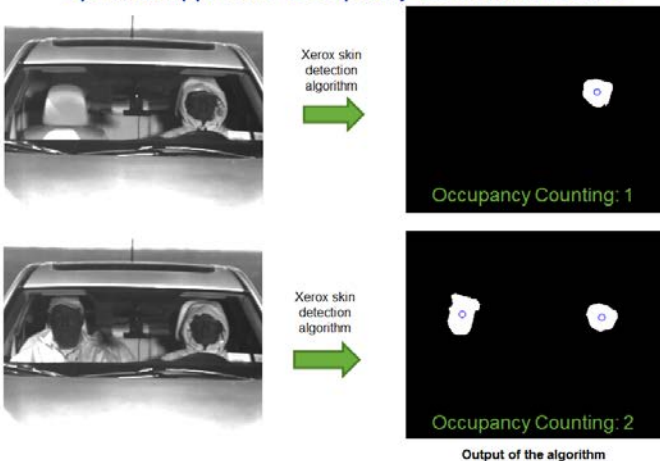 Xerox skin
detection
algorithm
Occupancy Counting: 1
Xerox skin
detection
algorithm
Occupancy Counting: 2
Output of the algorithm